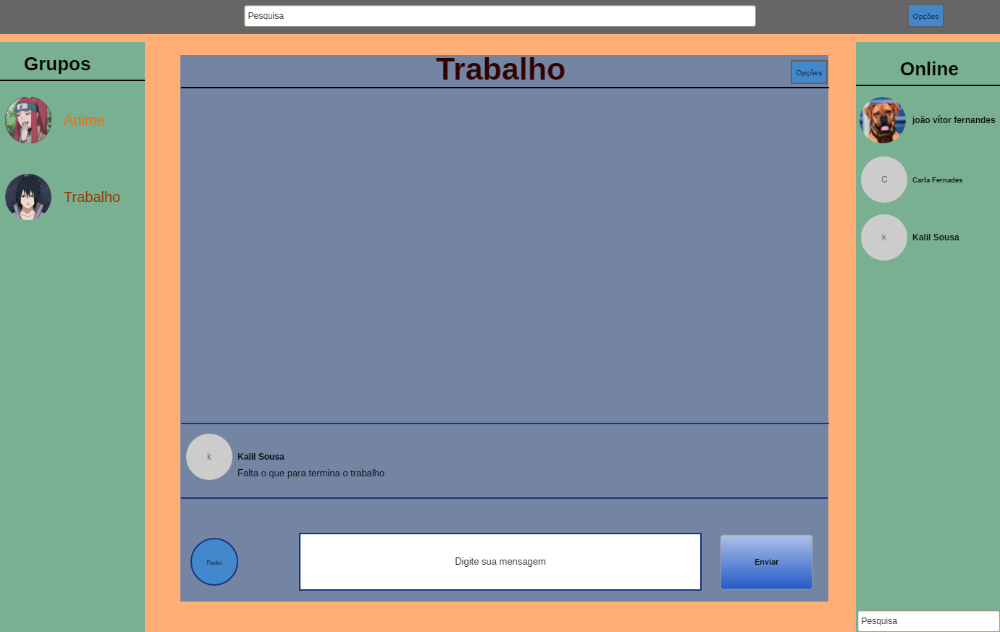 Pesquisa
Opções
Grupos
Anime
Trabalho
Trabalho
Opções
k
Kalil Sousa
Falta o que para termina o trabalho
Pedro
Digite sua mensagem
Enviar
Online
joão vítor fernandes
C
Carla Fernades
k
Kalil Sousa
Pesquisa